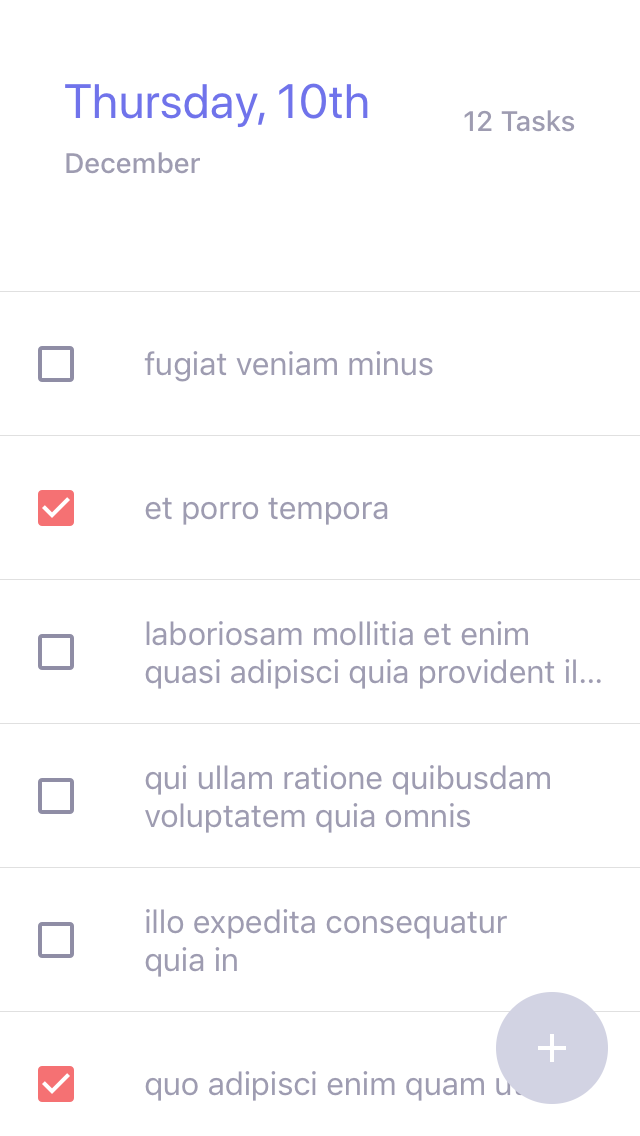 Thursday, 10th
12 Tasks
December
fugiat veniam minus
et porro tempora
laboriosam mollitia et enim
quasi adipisci quia provident il...
qui ullam ratione quibusdam
voluptatem quia omnis
illo expedita consequatur
quia in
quo adipisci enim quam